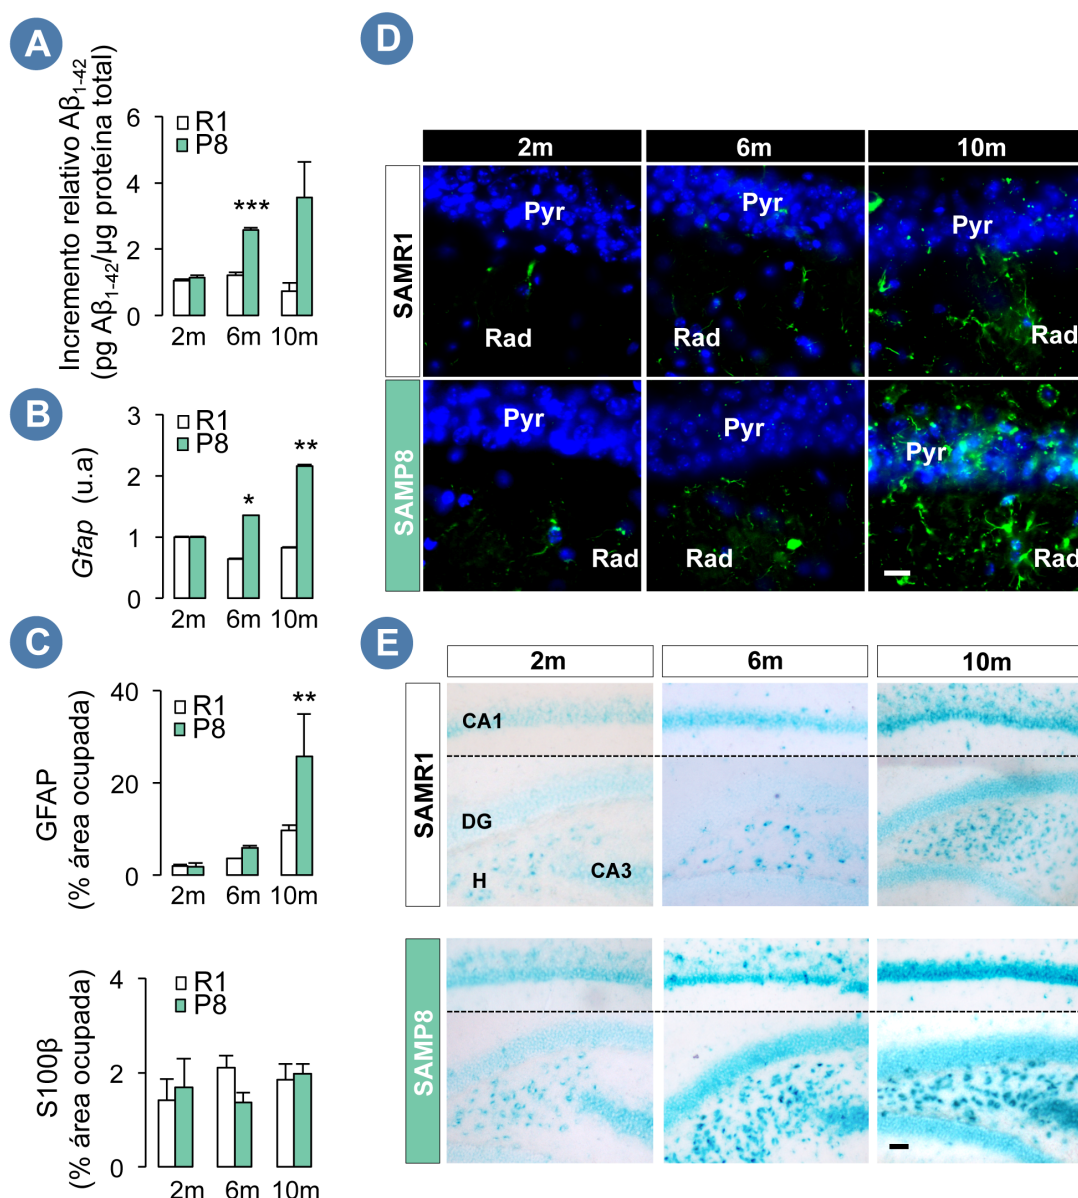 A
Incremento relativo Aβ1-42
(pg Aβ1-42/µg proteína total)
6
4
2
0
R1
P8
***
2m 6m 10m
B
Gfap (u.a)
3
2
1
0
R1
P8
*
**
2m 6m 10m
C
GFAP
(% área ocupada)
40
20
0
R1
P8
**
2m 6m 10m
S100β
(% área ocupada)
4
2
0
R1
P8
2m 6m 10m
D
2m 6m 10m
SAMR1
Pyr Pyr Pyr
Rad Rad Rad
SAMP8
Pyr Pyr Pyr
Rad Rad Rad
E
2m 6m 10m
SAMR1
CA1
DG
CA3
H
SAMP8